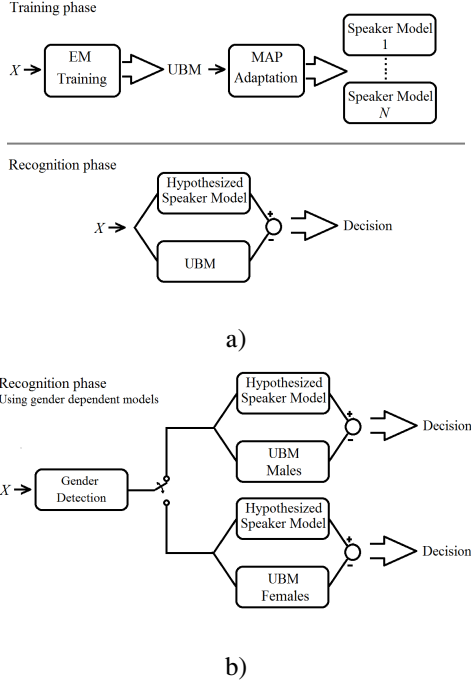 Training phase
X
EM
Training
UBM
MAP
Adaptation
Speaker Model
1
Speaker Model
N
Recognition phase
X
Hypothesized
Speaker Model
UBM
+
-
Decision
a)
Recognition phase
Using gender dependent models
X
Gender
Detection
Hypothesized
Speaker Model
UBM
Males
+
-
Decision
Hypothesized
Speaker Model
UBM
Females
+
-
Decision
b)